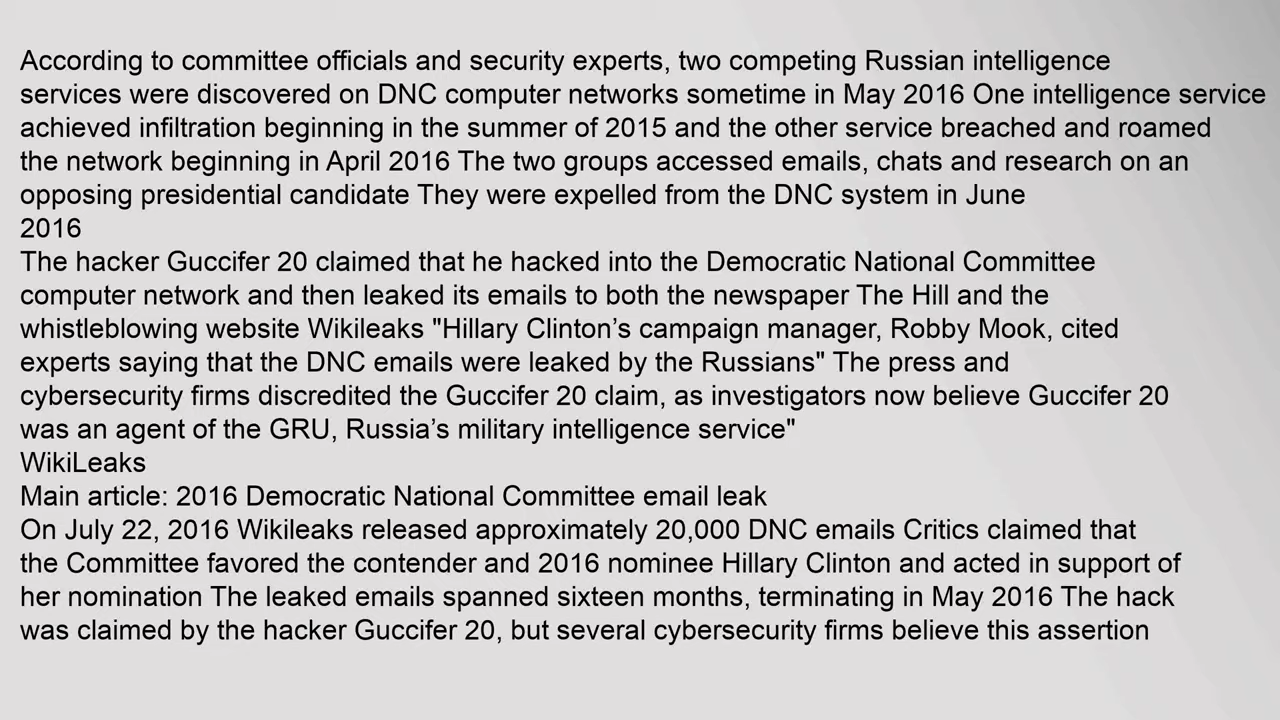 According to committee officials and security experts, two competing Russian intelligence
services were discovered on DNC computer networks sometime in May 2016 One intelligence service
achieved infiltration beginning in the summer of 2015 and the other service breached and roamed
the network beginning in April 2016 The two groups accessed emails, chats and research on an
opposing presidential candidate They were expelled from the DNC system in June
2016
The hacker Guccifer 20 claimed that he hacked into the Democratic National Committee
computer network and then leaked its emails to both the newspaper The Hill and the
whistleblowing website Wikileaks "Hillary Clinton’s campaign manager, Robby Mook, cited
experts saying that the DNC emails were leaked by the Russians" The press and
cybersecurity firms discredited the Guccifer 20 claim, as investigators now believe Guccifer 20
was an agent of the GRU, Russia’s military intelligence service"
WikiLeaks
Main article: 2016 Democratic National Committee email leak
On July 22, 2016 Wikileaks released approximately 20,000 DNC emails Critics claimed that
the Committee favored the contender and 2016 nominee Hillary Clinton and acted in support of
her nomination The leaked emails spanned sixteen months, terminating in May 2016 The hack
was claimed by the hacker Guccifer 20, but several cybersecurity firms believe this assertion